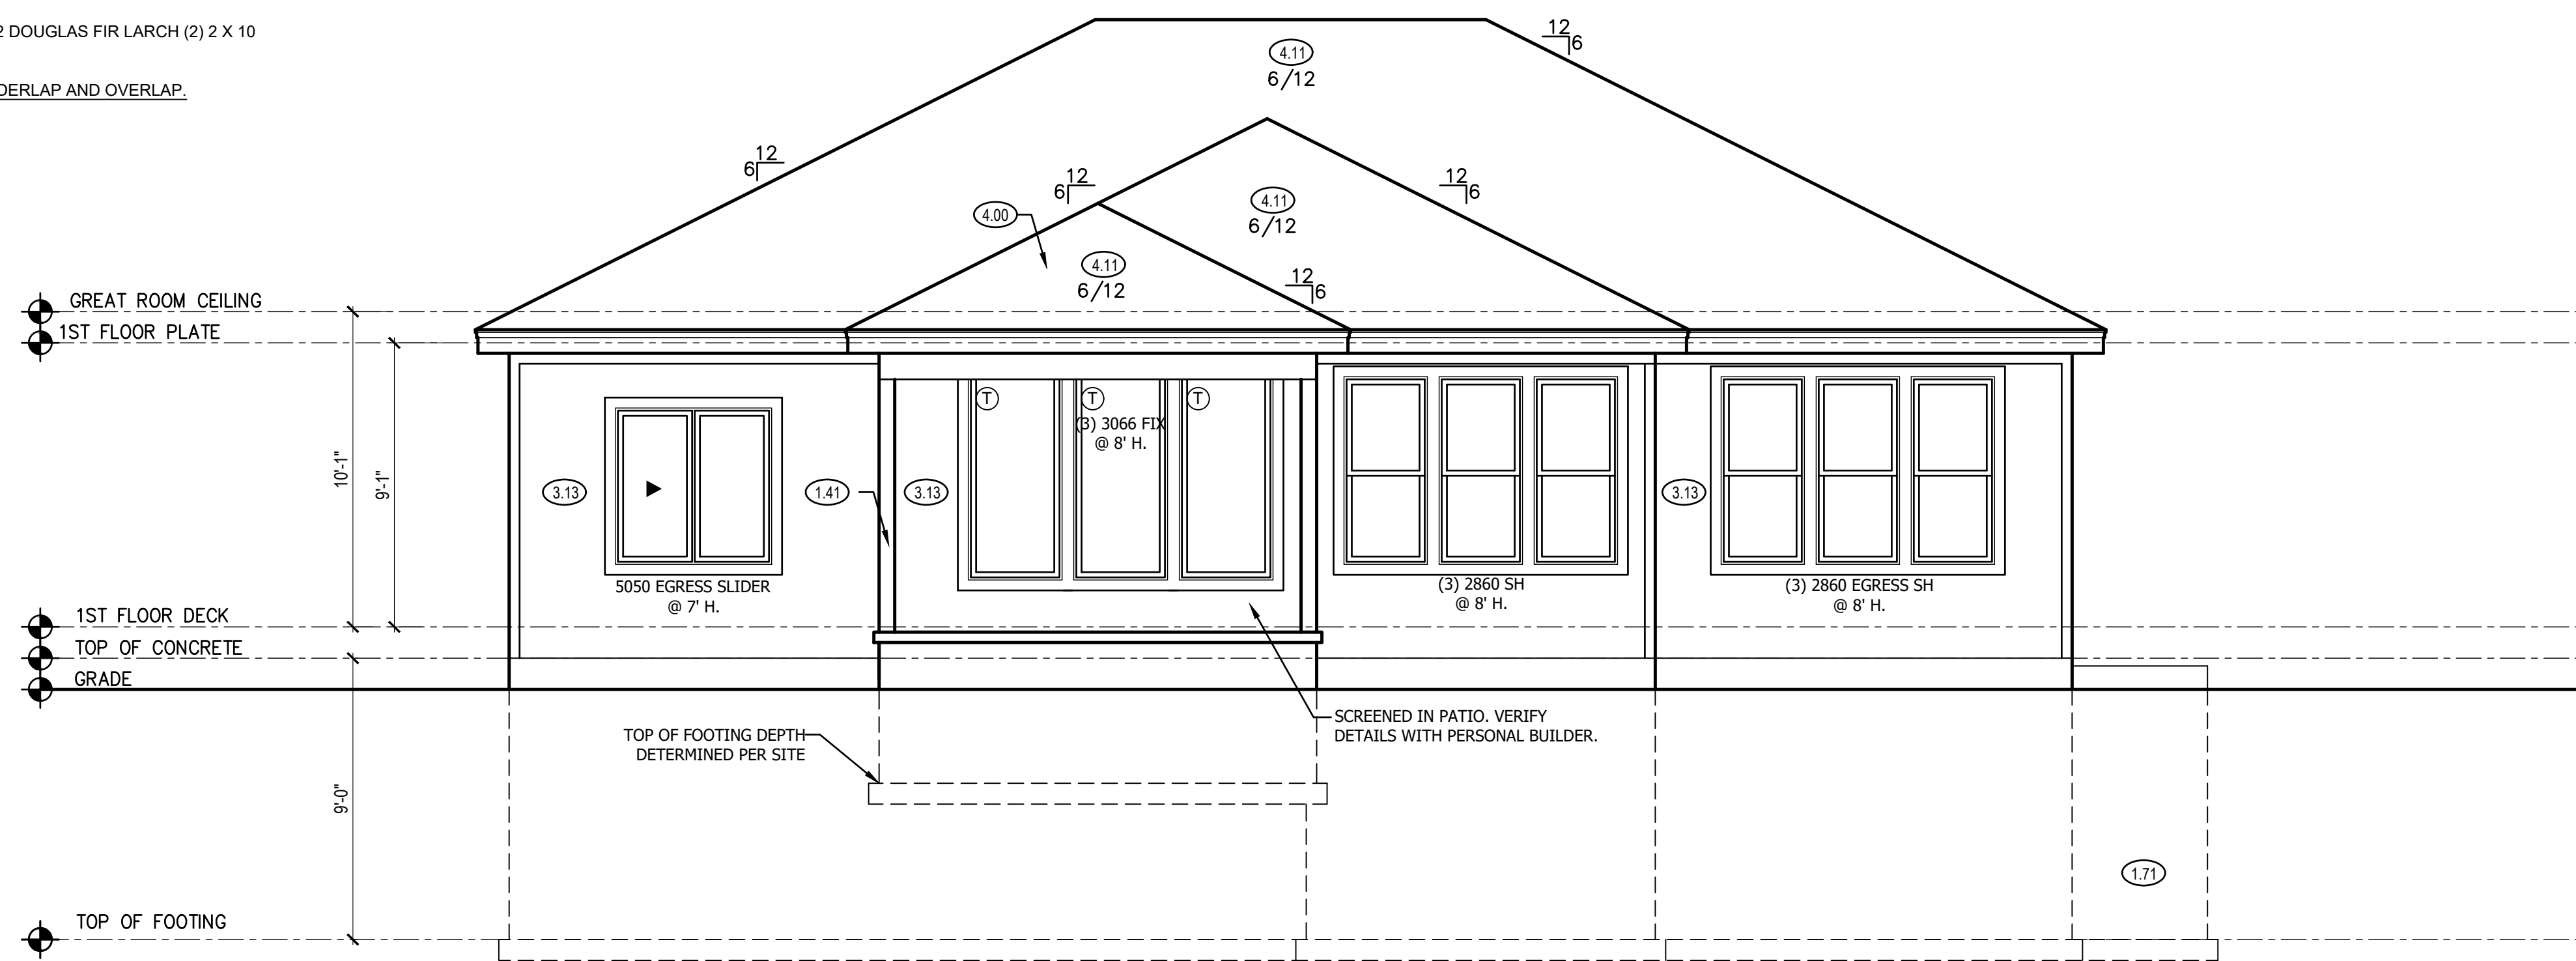 2 DOUGLAS FIR LARCH (2) 2 X 10
DERLAP AND OVERLAP.
12
6
4.11
6/12
12
6
12
6
12
6
4.00
4.11
6/12
4.11
6/12
12
6
GREAT ROOM CEILING
1ST FLOOR PLATE
10'-1"
9'-1"
T
T
T
(3) 3066 FIX
@ 8' H.
3.13
1.41
3.13
3.13
5050 EGRESS SLIDER
@ 7' H.
(3) 2860 SH
@ 8' H.
(3) 2860 EGRESS SH
@ 8' H.
1ST FLOOR DECK
TOP OF CONCRETE
GRADE
TOP OF FOOTING DEPTH
DETERMINED PER SITE
SCREENED IN PATIO. VERIFY
DETAILS WITH PERSONAL BUILDER.
9'-0"
1.71
TOP OF FOOTING